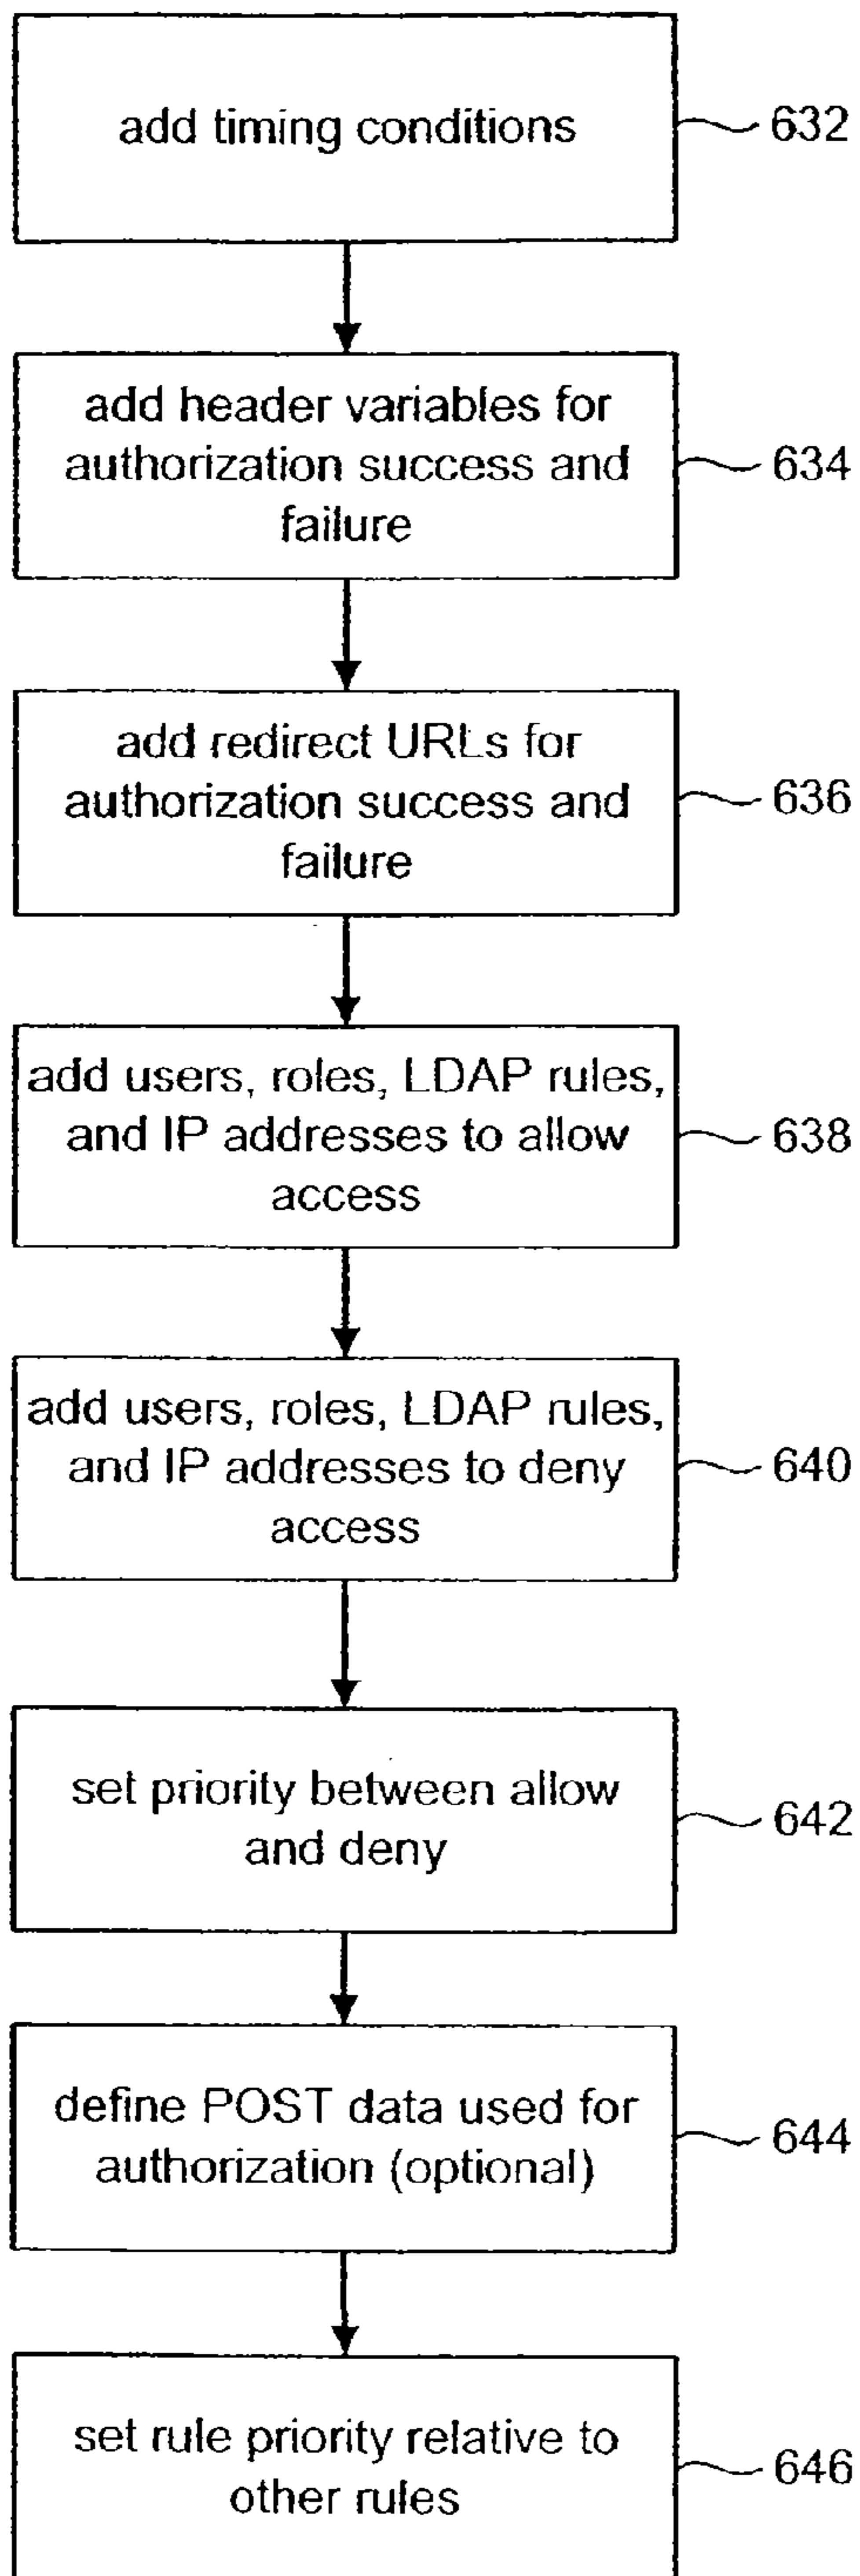 add timing conditions
632
add header variables for
authorization success and
failure
634
add redirect URLs for
authorization success and
failure
636
add users, roles, LDAP rules,
and IP addresses to allow
access
638
add users, roles, LDAP rules,
and IP addresses to deny
access
640
set priority between allow
and deny
642
define POST data used for
authorization (optional)
644
set rule priority relative to
other rules
646